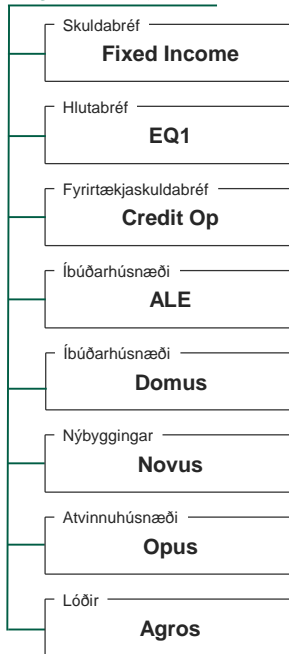 Skuldabréf
Fixed Income
Hlutabréf
EQ1
Fyrirtækjaskuldabréf
Credit Op
Íbúðarhúsnæði
ALE
Íbúðarhúsnæði
Domus
Nýbyggingar
Novus
Atvinnuhúsnæði
Opus
Lóðir
Agros